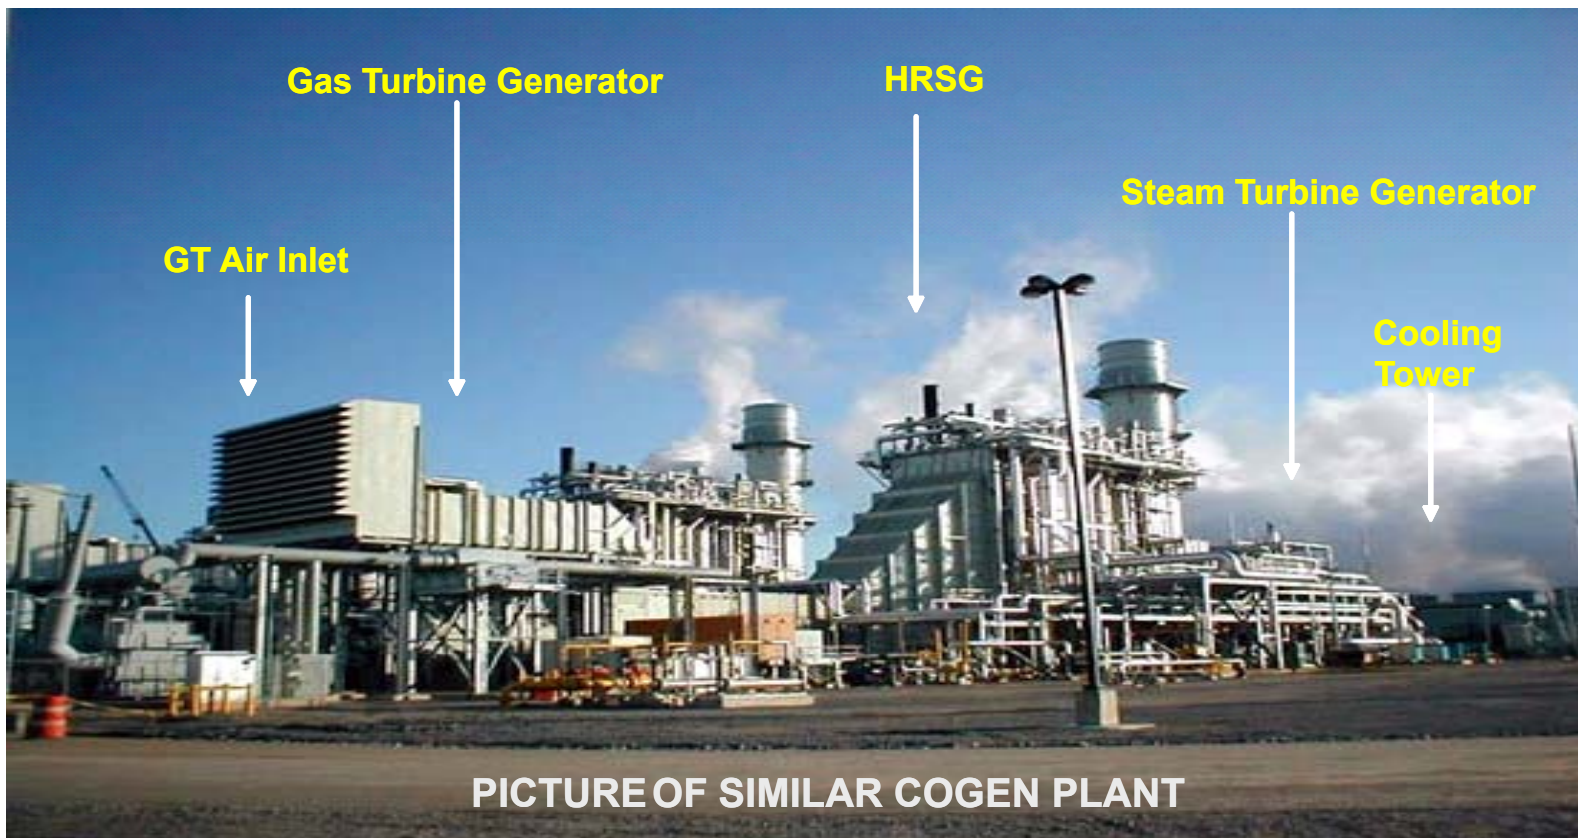 Gas Turbine Generator
HRSG
Steam Turbine Generator
GT Air Inlet
Cooling
Tower
PICTURE OF SIMILAR COGEN PLANT